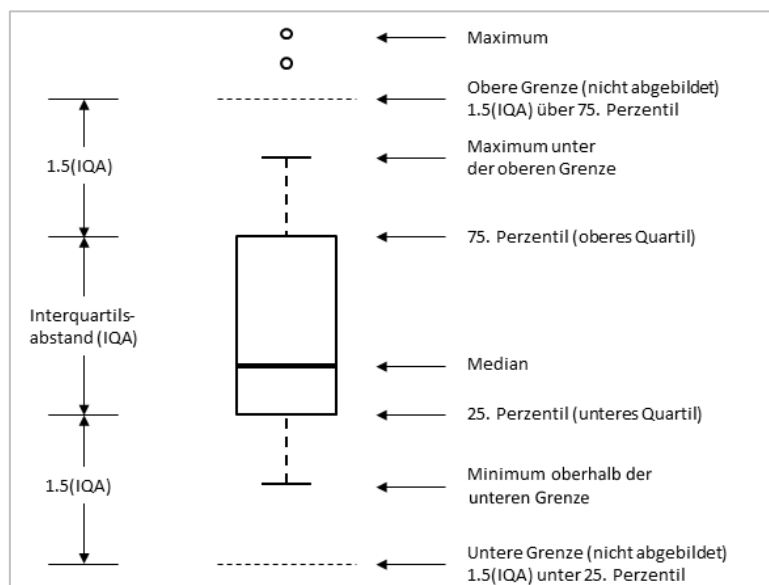 Maximum
Obere Grenze (nicht abgebildet)
1.5(IQA) über 75. Perzentil
1.5(IQA)
Maximum unter
der oberen Grenze
75. Perzentil (oberes Quartil)
Interquartils-
abstand (IQA)
Median
25. Perzentil (unteres Quartil)
1.5(IQA)
Minimum oberhalb der
unteren Grenze
Untere Grenze (nicht abgebildet)
1.5(IQA) unter 25. Perzentil